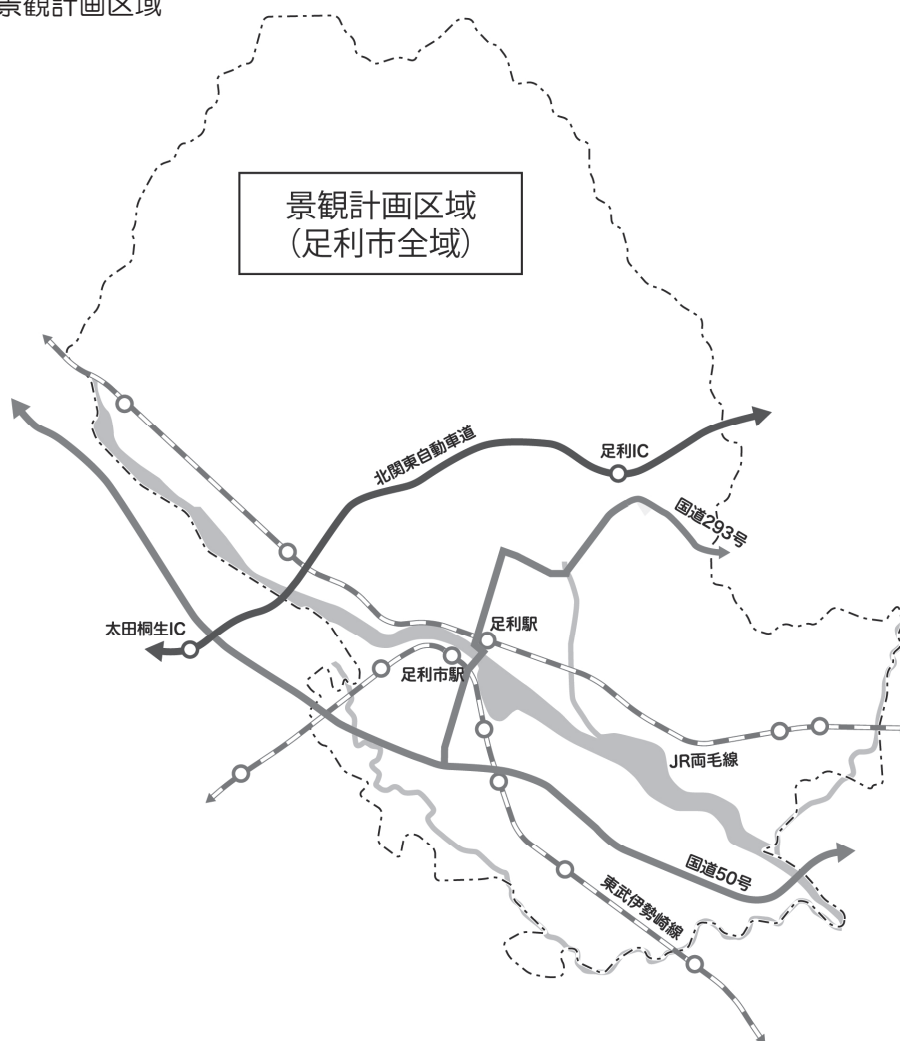 景観計画区域
景観計画区域
（足利市全域）
北関東自動車道
足利IC
国道293号
太田桐生IC
足利駅
足利市駅
JR両毛線
国道50号
東武伊勢崎線